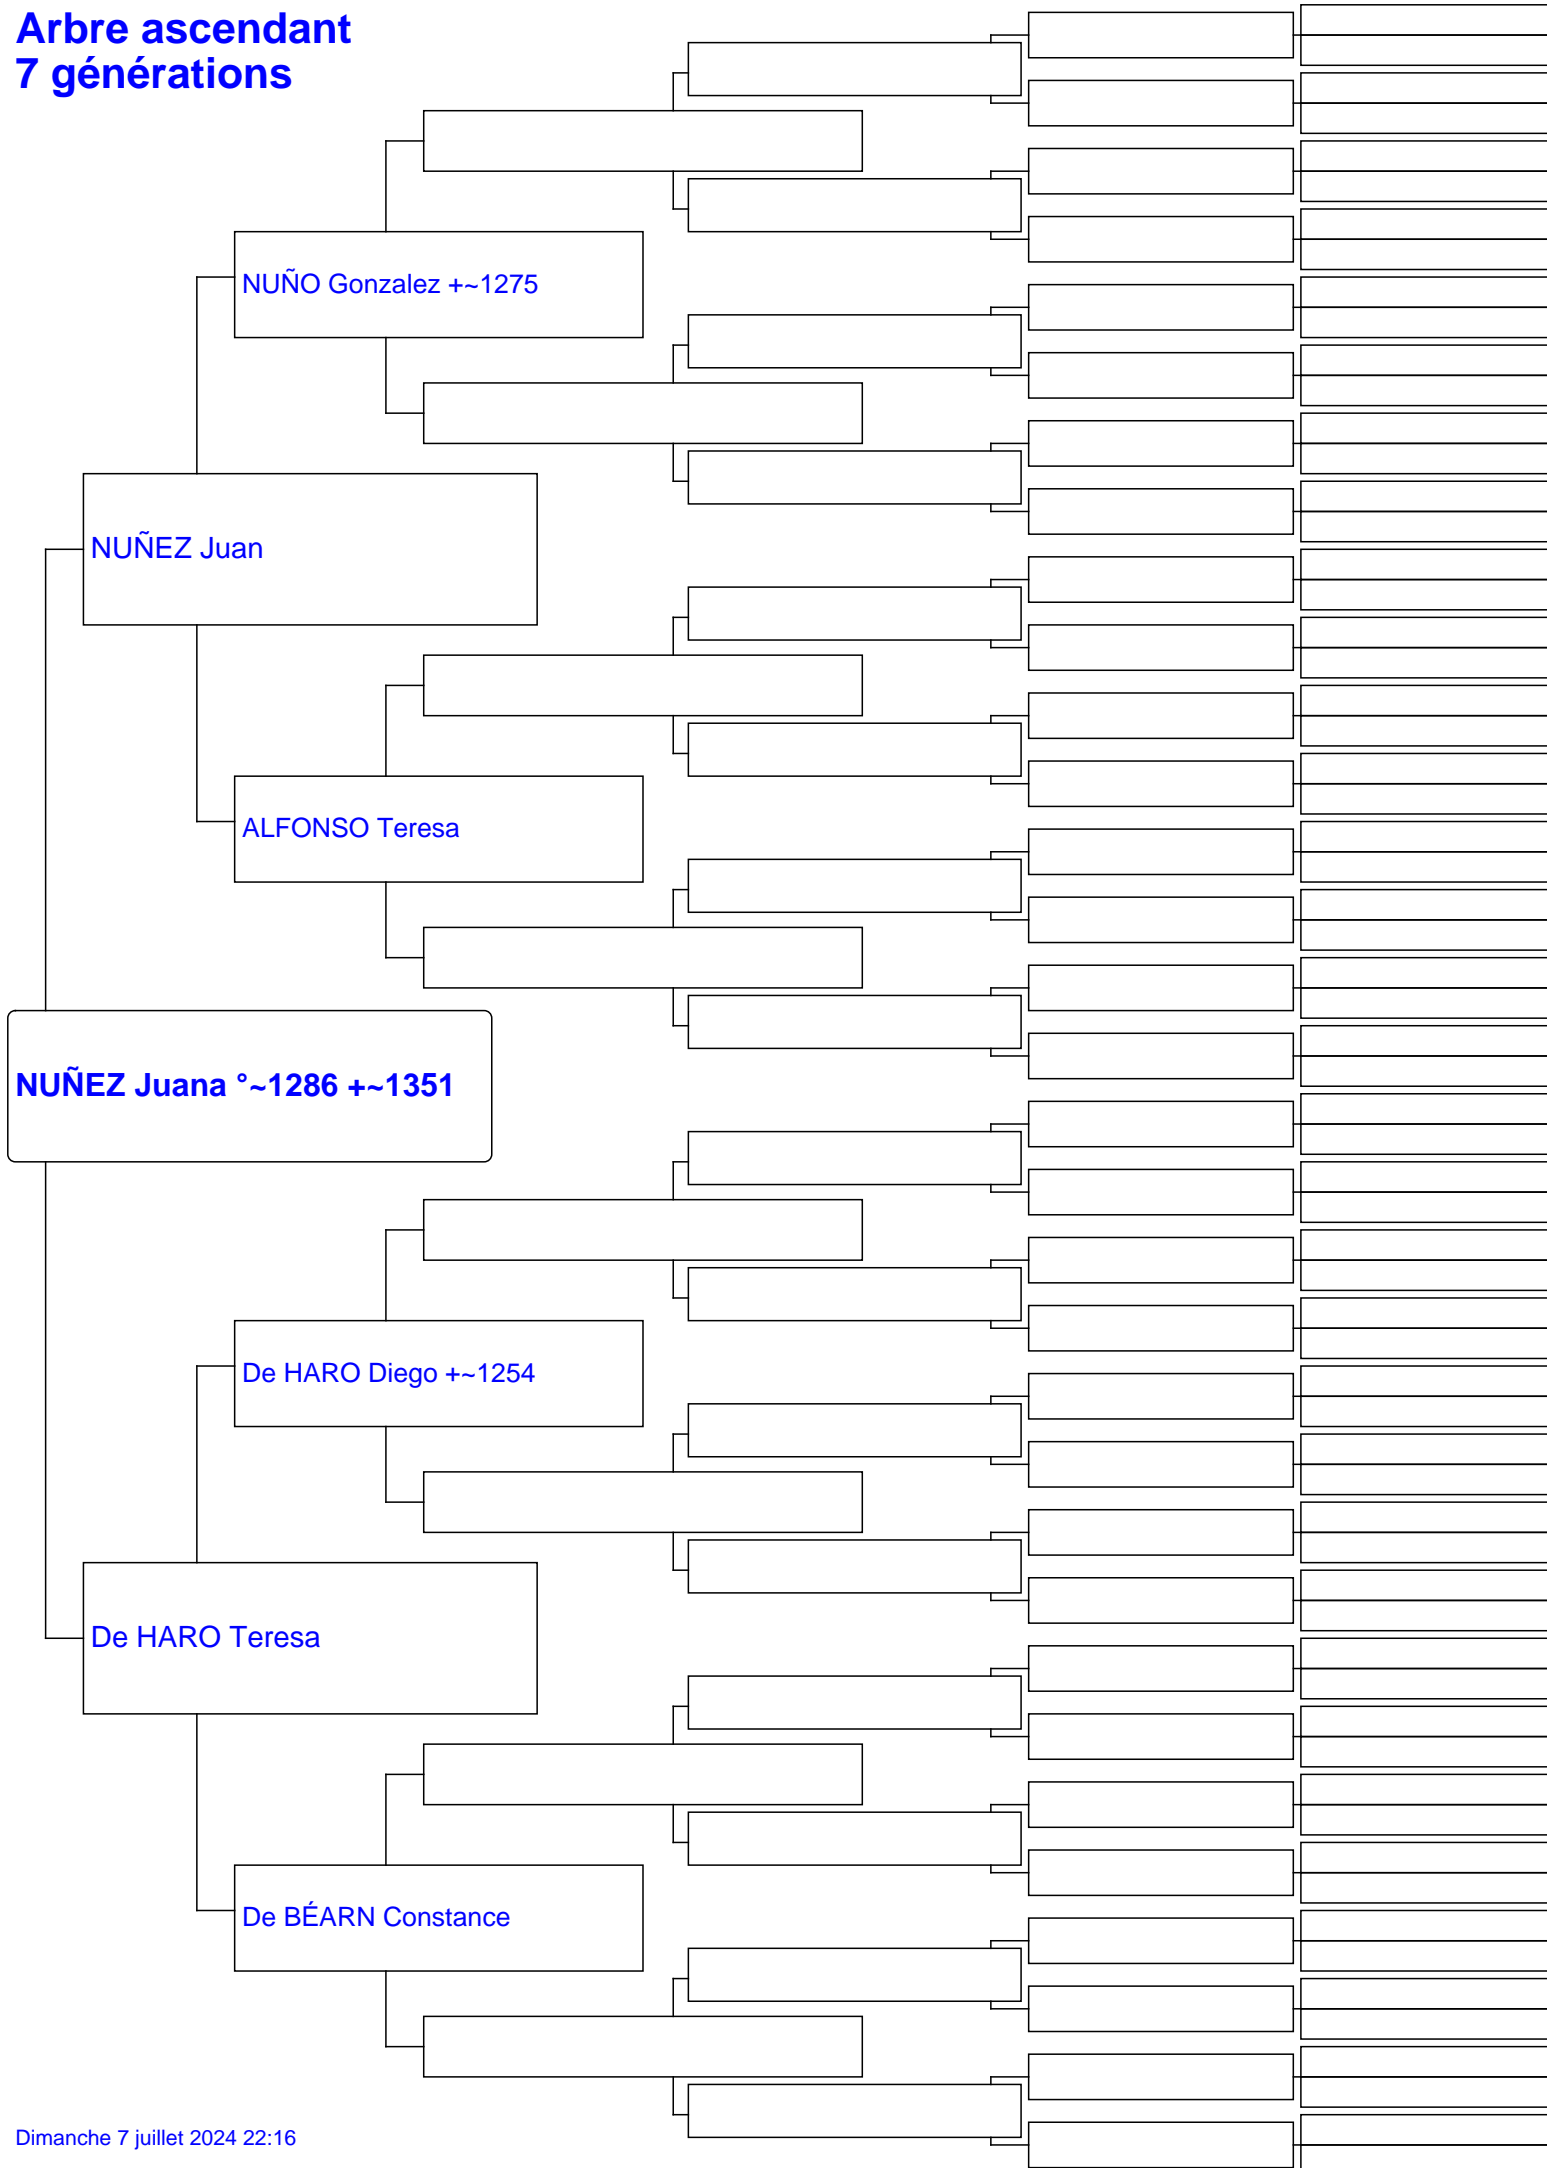 Arbre ascendant
7 générations
NUÑO Gonzalez +~1275
NUÑEZ Juan
ALFONSO Teresa
NUÑEZ Juana °~1286 +~1351
De HARO Diego +~1254
De HARO Teresa
De BÉARN Constance
Dimanche 7 juillet 2024 22:16